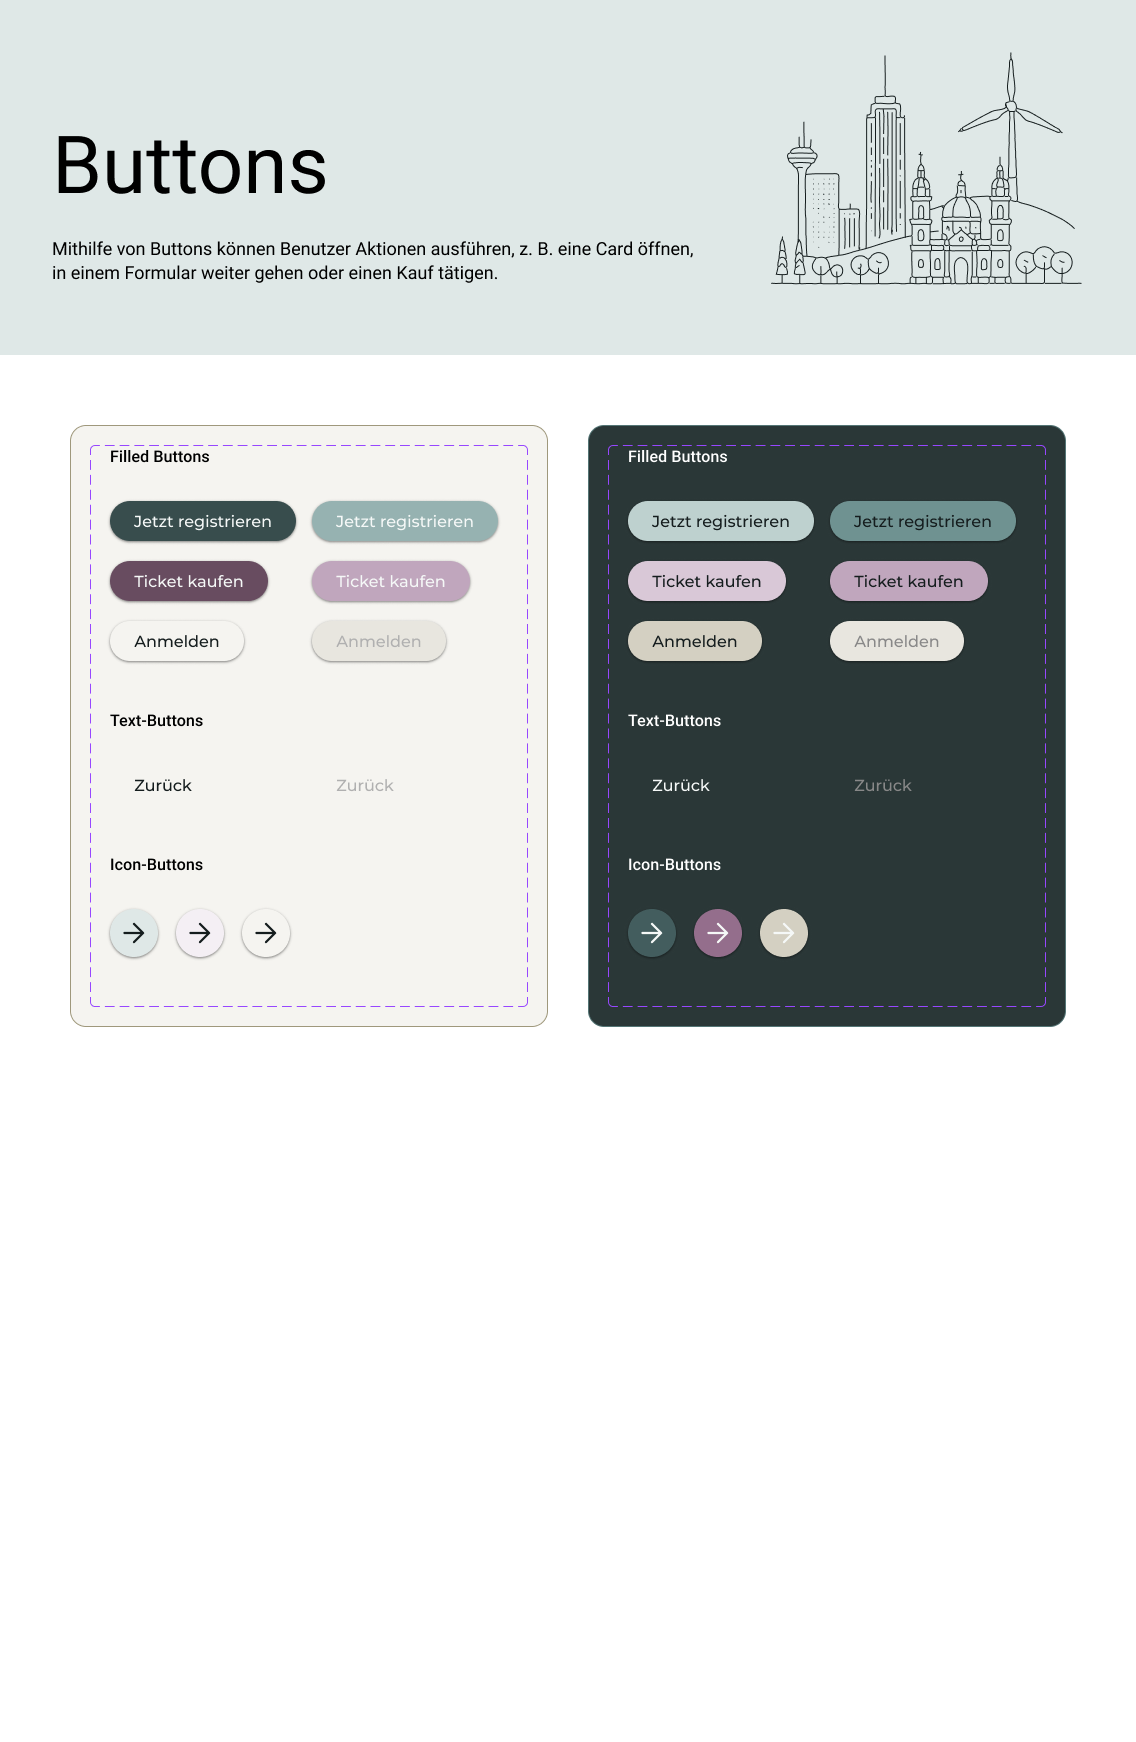 Buttons
Mithilfe von Buttons können Benutzer Aktionen ausführen, z. B. eine Card öffnen,
in einem Formular weiter gehen oder einen Kauf tätigen.
Filled Buttons
Jetzt registrieren
Jetzt registrieren
Ticket kaufen
Ticket kaufen
Anmelden
Anmelden
Text-Buttons
Zurück
Zurück
Icon-Buttons
Filled Buttons
Jetzt registrieren
Jetzt registrieren
Ticket kaufen
Ticket kaufen
Anmelden
Anmelden
Text-Buttons
Zurück
Zurück
Icon-Buttons